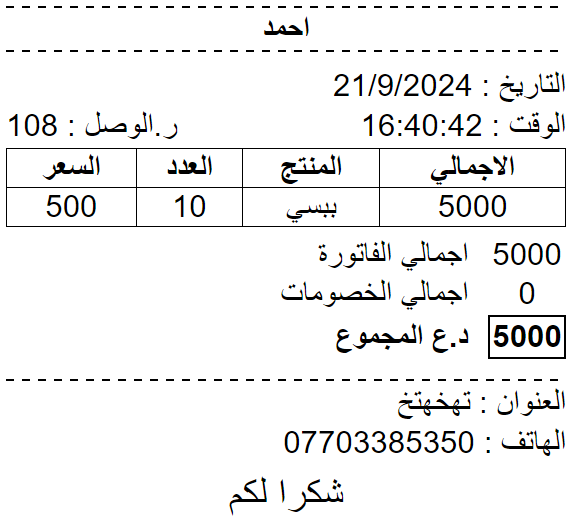 احمد
التاريخ : 21/9/2024
الوقت : 16:40:42 ر.الوصل : 108
الاجمالي المنتج العدد السعر
5000 ببسي 10 500
5000 اجمالي الفاتورة
0 اجمالي الخصومات
5000 د.ع المجموع
العنوان : تهخهتخ
الهاتف : 07703385350
شكرا لكم